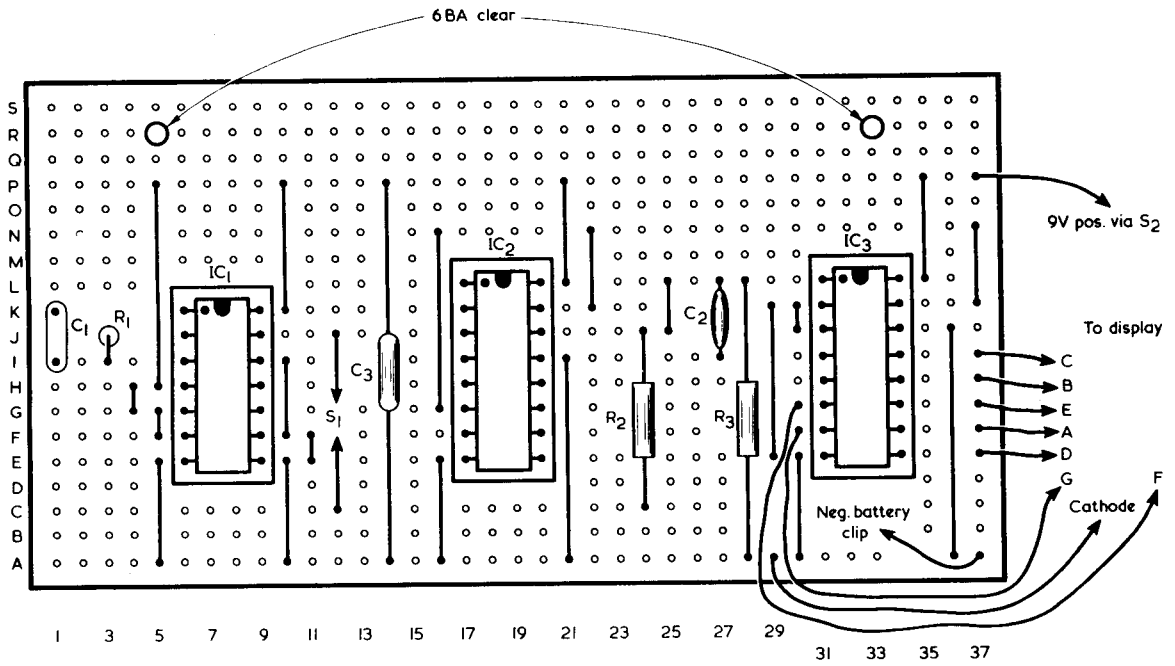 6BA clear
S
R
Q
P
O
N
M
L
K
J
I
H
G
F
E
D
C
B
A
IC1
IC2
IC3
C1
R1
C3
S1
R2
C2
R3
9V pos. via S2
To display
C
B
E
A
D
G
F
Cathode
Neg. battery
clip
1 3 5 7 9 11 13 15 17 19 21 23 25 27 29 31 33 35 37